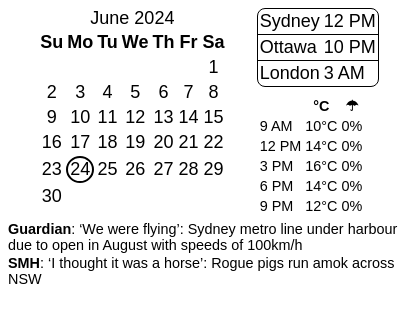 June 2024
Su Mo Tu We Th Fr Sa
1
2 3 4 5 6 7 8
9 10 11 12 13 14 15
16 17 18 19 20 21 22
23 24 25 26 27 28 29
30
Sydney 12 PM
Ottawa 10 PM
London 3 AM
°C ☂
9 AM 10°C 0%
12 PM 14°C 0%
3 PM 16°C 0%
6 PM 14°C 0%
9 PM 12°C 0%
Guardian: ‘We were flying’: Sydney metro line under harbour
due to open in August with speeds of 100km/h
SMH: ‘I thought it was a horse’: Rogue pigs run amok across
NSW